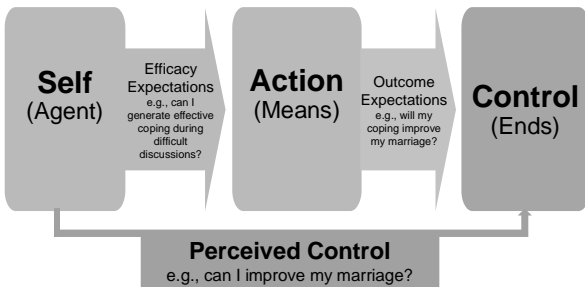 Self
(Agent)
Efficacy
Expectations
e.g., can I
generate effective
coping during
difficult
discussions?
Action
(Means)
Outcome
Expectations
e.g., will my
coping improve
my marriage?
Control
(Ends)
Perceived Control
e.g., can I improve my marriage?